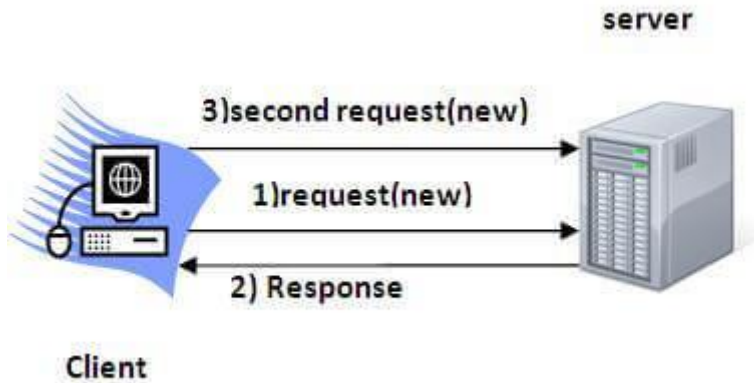 server
3)second request(new)
1)request(new)
2) Response
Client